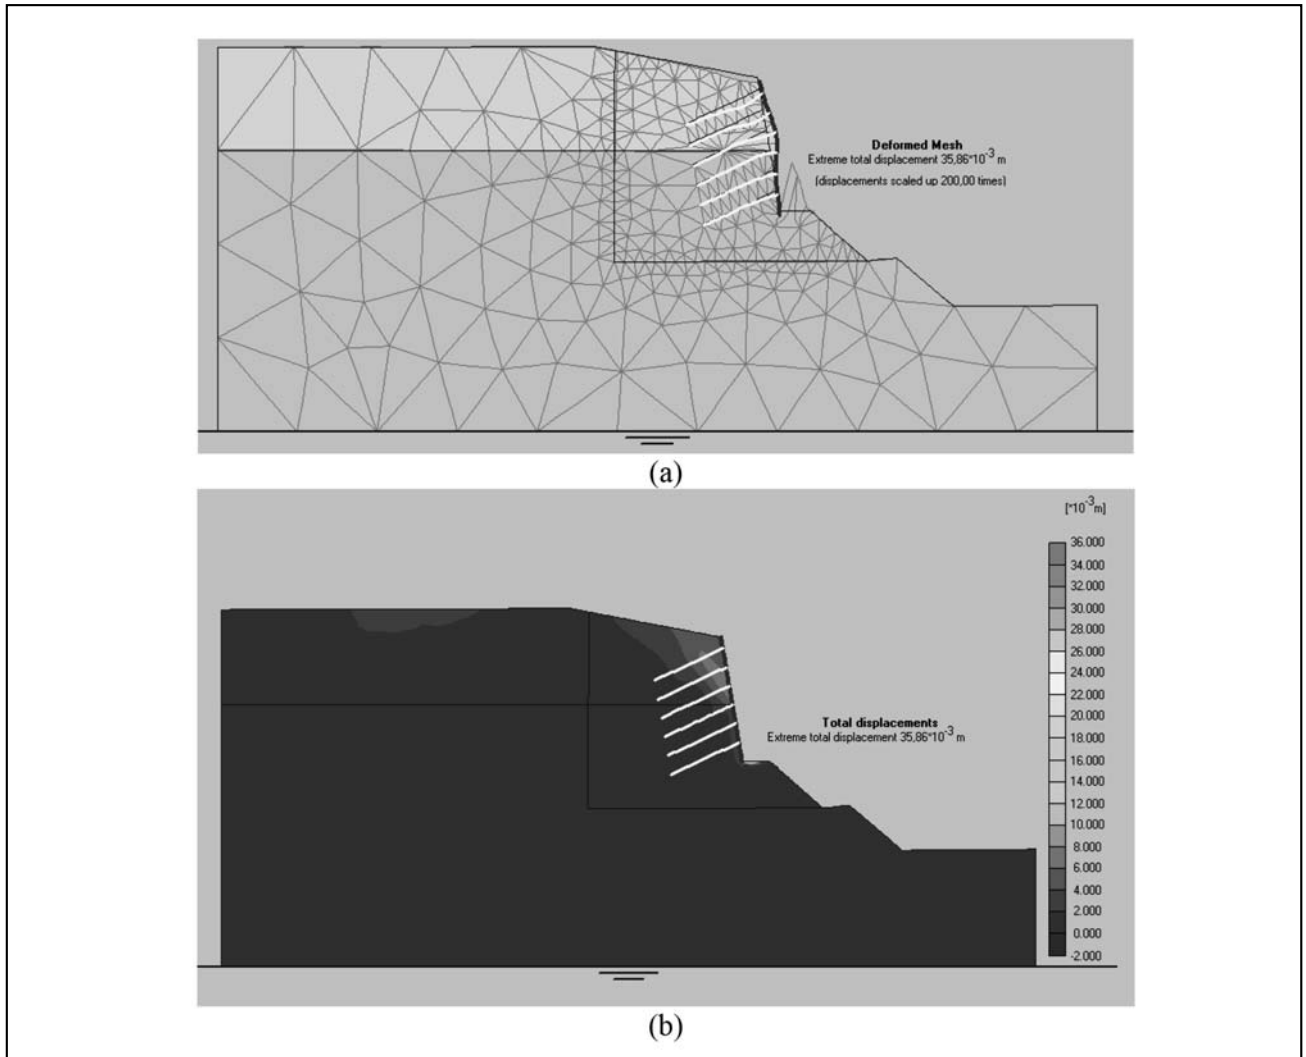 Deformed Mesh
Extreme total displacement 35,86*10-3 m
(displacements scaled up 200,00 times)
(a)
[*10-3m]
36.000
34.000
32.000
30.000
28.000
26.000
24.000
22.000
20.000
18.000
16.000
14.000
12.000
10.000
8.000
6.000
4.000
2.000
0.000
-2.000
Total displacements
Extreme total displacement 35,86*10-3 m
(b)